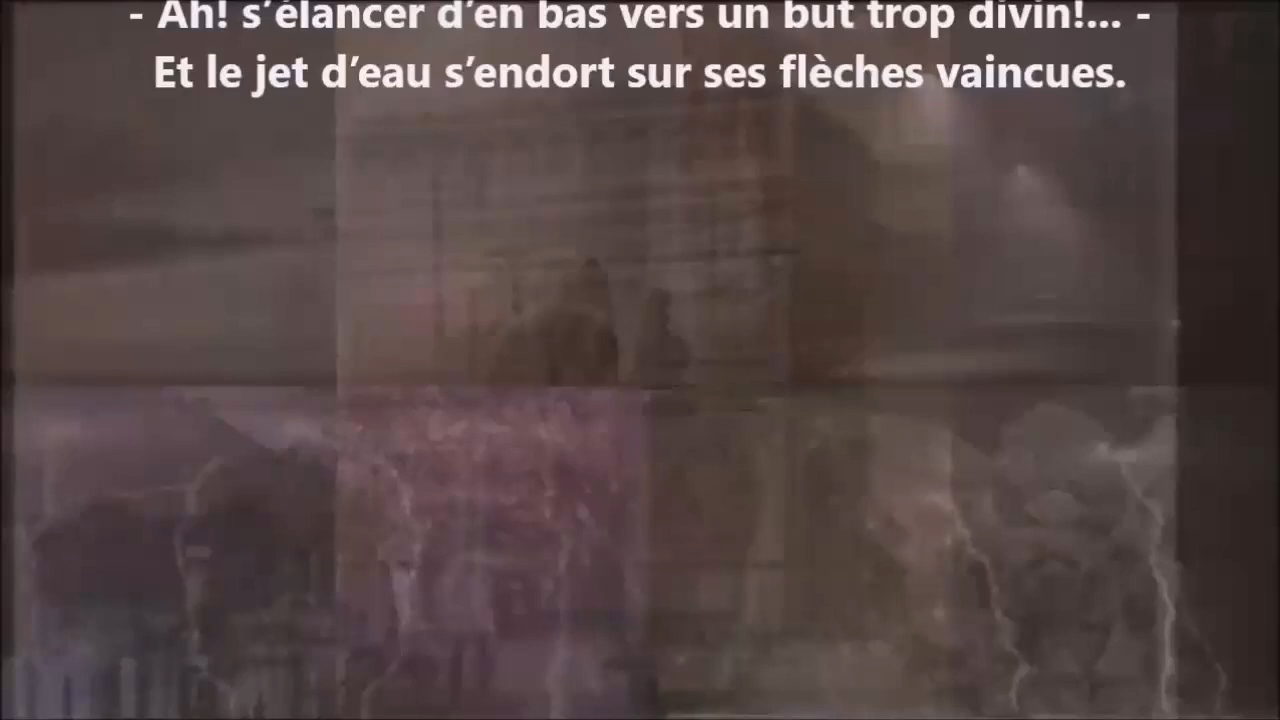 - Ah! s’élancer d’en bas vers un but trop divin!... -
Et le jet d’eau s’endort sur ses flèches vaincues.